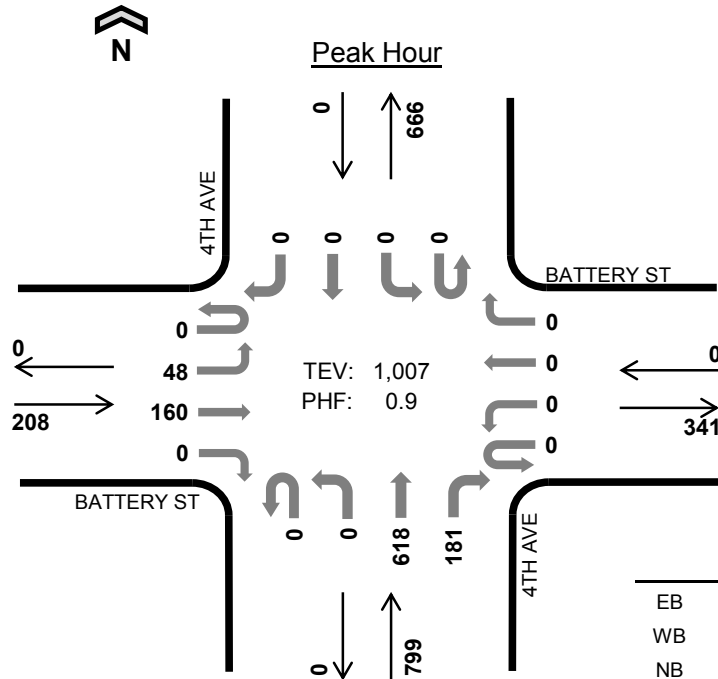 N
Peak Hour
0
666
4TH AVE
0
0
0
0
BATTERY ST
0
0
0
0
0
48
160
0
0
208
TEV: 1,007
PHF: 0.9
0
341
BATTERY ST
0
0
618
181
4TH AVE
0
799
EB
WB
NB